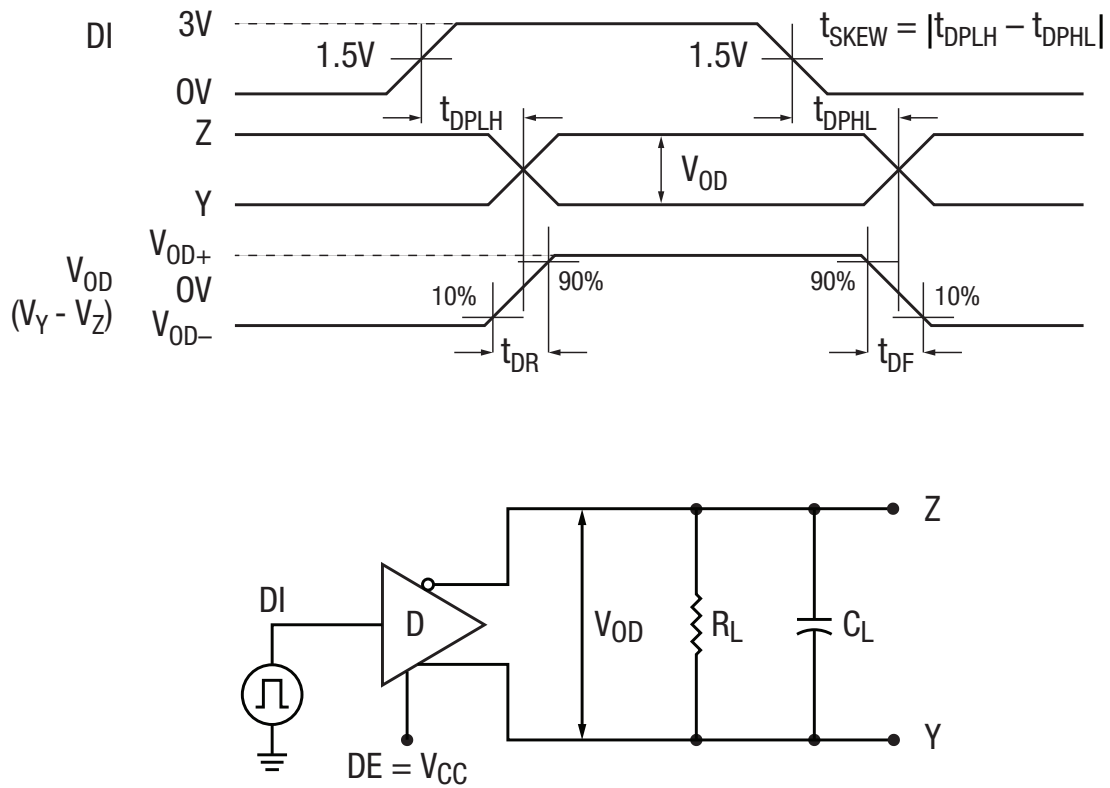 3V
DI
t_SKEW = |t_DPLH – t_DPHL|
1.5V
1.5V
0V
t_DPLH
t_DPHL
Z
V_OD
Y
V_OD+
V_OD
(V_Y - V_Z)
0V
90%
90%
10%
10%
V_OD–
t_DR
t_DF
Z
DI
D
V_OD
R_L
C_L
Y
DE = V_CC